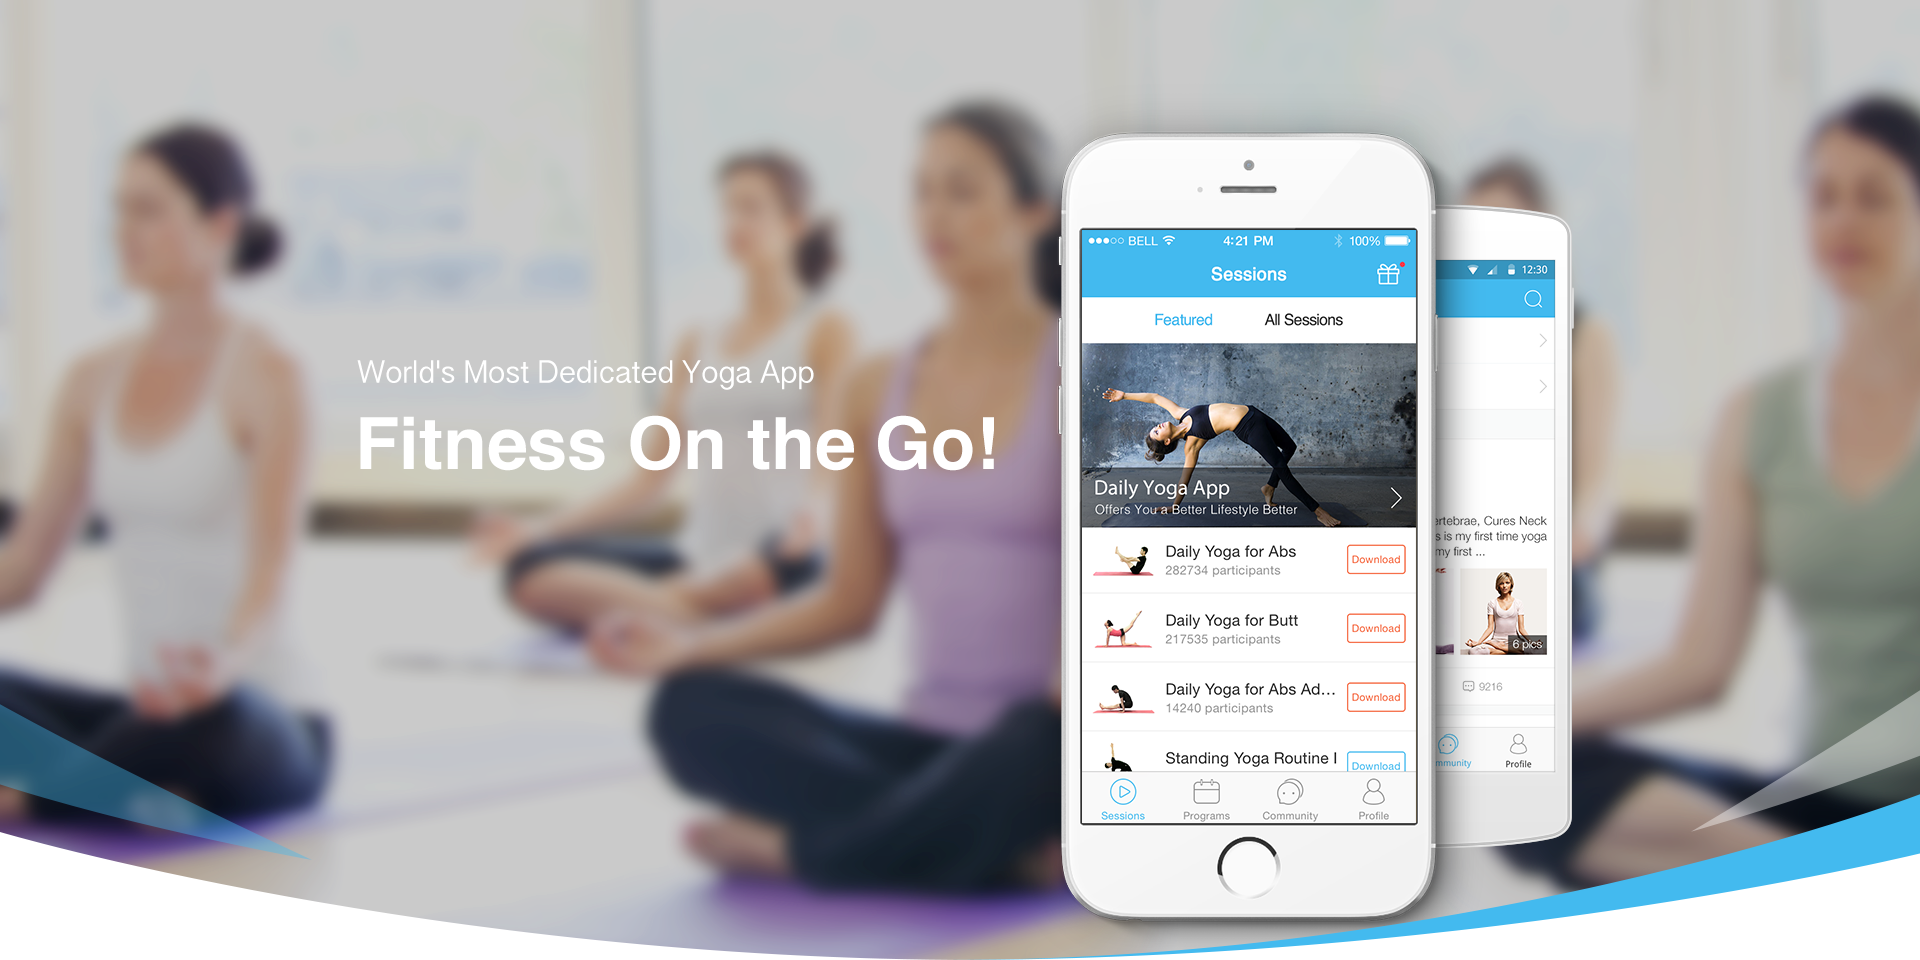 World's Most Dedicated Yoga App
Fitness On the Go!
BELL
4:21 PM
100%
Sessions
Featured
All Sessions
Daily Yoga App
Offers You a Better Lifestyle Better
Daily Yoga for Abs
282734 participants
Download
Daily Yoga for Butt
217535 participants
Download
Daily Yoga for Abs Ad...
14240 participants
Download
Standing Yoga Routine I
Download
Sessions
Programs
Community
Profile
12:30
ertebrae, Cures Neck
s is my first time yoga
my first ...
6 pics
9216
mmunity
Profile